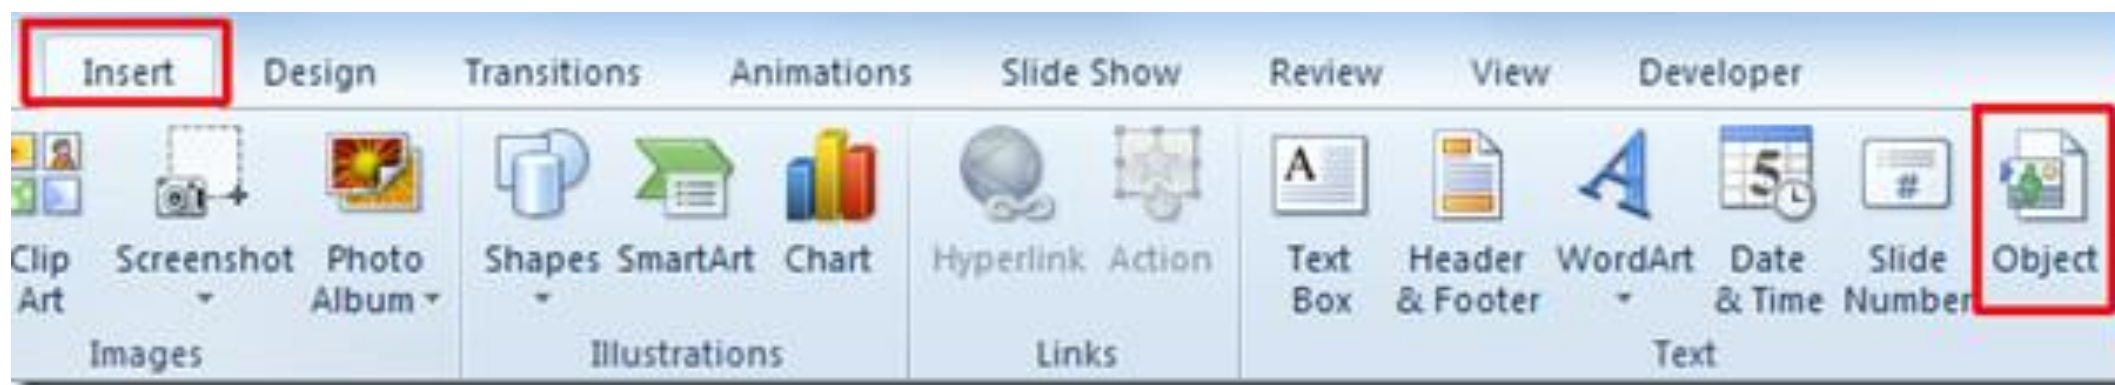 Insert Design Transitions Animations Slide Show Review View Developer
Clip Art
Screenshot
Photo Album
Images
Shapes
SmartArt
Chart
Illustrations
Hyperlink
Action
Links
A
Text Box
Header & Footer
A
WordArt
5
Date & Time
#
Slide Number
Object
Text